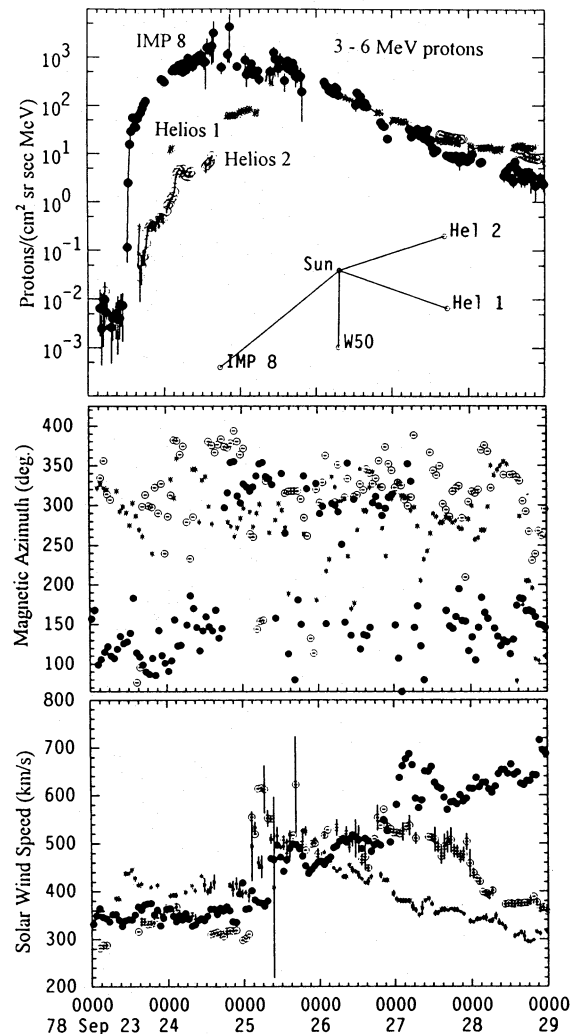 IMP 8
3 - 6 MeV protons
10³
10²
10¹
10⁰
10⁻¹
10⁻²
10⁻³
Protons/(cm² sr sec MeV)
Helios 1
Helios 2
Hel 2
Sun
Hel 1
W50
IMP 8
400
350
300
250
200
150
100
Magnetic Azimuth (deg.)
800
700
600
500
400
300
200
Solar Wind Speed (km/s)
0000 0000 0000 0000 0000 0000 0000
78 Sep 23 24 25 26 27 28 29